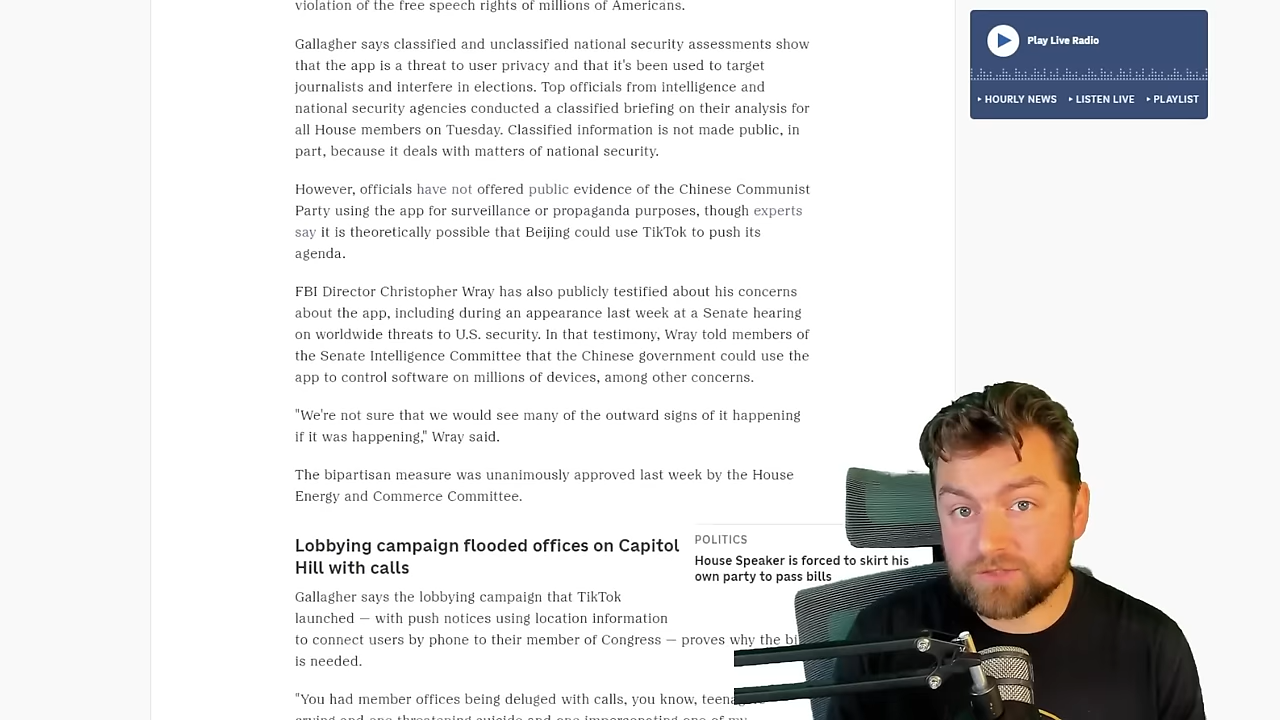 violation of the free speech rights of millions of Americans.
Gallagher says classified and unclassified national security assessments show
that the app is a threat to user privacy and that it's been used to target
journalists and interfere in elections. Top officials from intelligence and
national security agencies conducted a classified briefing on their analysis for
all House members on Tuesday. Classified information is not made public, in
part, because it deals with matters of national security.
However, officials have not offered public evidence of the Chinese Communist
Party using the app for surveillance or propaganda purposes, though experts
say it is theoretically possible that Beijing could use TikTok to push its
agenda.
FBI Director Christopher Wray has also publicly testified about his concerns
about the app, including during an appearance last week at a Senate hearing
on worldwide threats to U.S. security. In that testimony, Wray told members of
the Senate Intelligence Committee that the Chinese government could use the
app to control software on millions of devices, among other concerns.
"We're not sure that we would see many of the outward signs of it happening
if it was happening," Wray said.
The bipartisan measure was unanimously approved last week by the House
Energy and Commerce Committee.
Lobbying campaign flooded offices on Capitol
Hill with calls
Gallagher says the lobbying campaign that TikTok
launched — with push notices using location information
to connect users by phone to their member of Congress — proves why the
is needed.
"You had member offices being deluged with calls, you know,
crying and one threatening suicide and one impersonating one of my
POLITICS
House Speaker is forced to skirt his
own party to pass bills
Play Live Radio
HOURLY NEWS
LISTEN LIVE
PLAYLIST